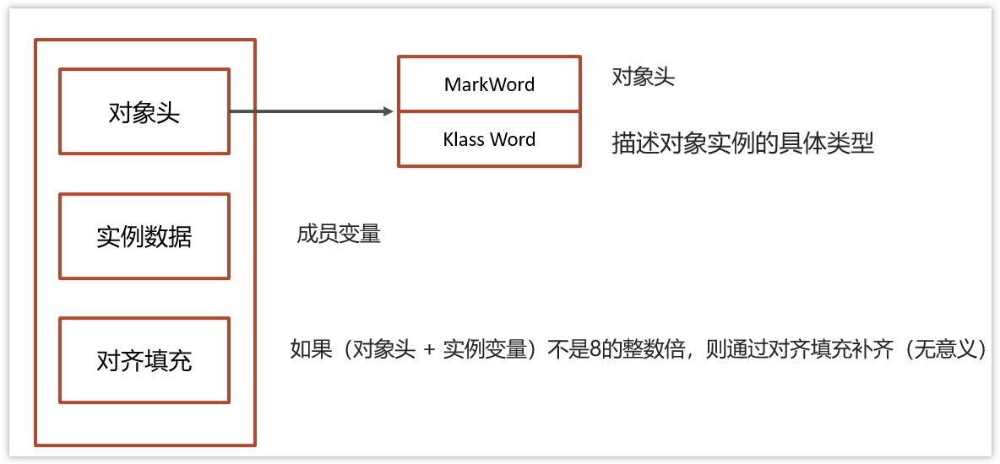 对象头
MarkWord
对象头
Klass Word
描述对象实例的具体类型
实例数据
成员变量
对齐填充
如果（对象头 + 实例变量）不是8的整数倍，则通过对齐填充补齐（无意义）